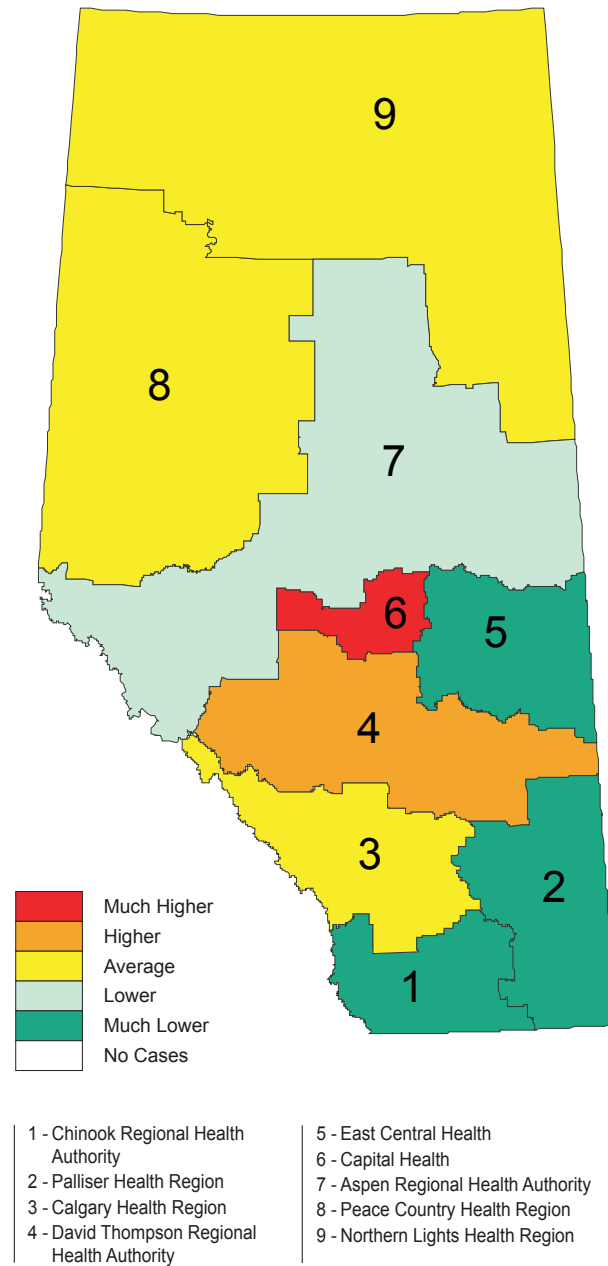 9
8
7
6
5
4
3
2
1
Much Higher
Higher
Average
Lower
Much Lower
No Cases
1 - Chinook Regional Health
Authority
2 - Palliser Health Region
3 - Calgary Health Region
4 - David Thompson Regional
Health Authority
5 - East Central Health
6 - Capital Health
7 - Aspen Regional Health Authority
8 - Peace Country Health Region
9 - Northern Lights Health Region